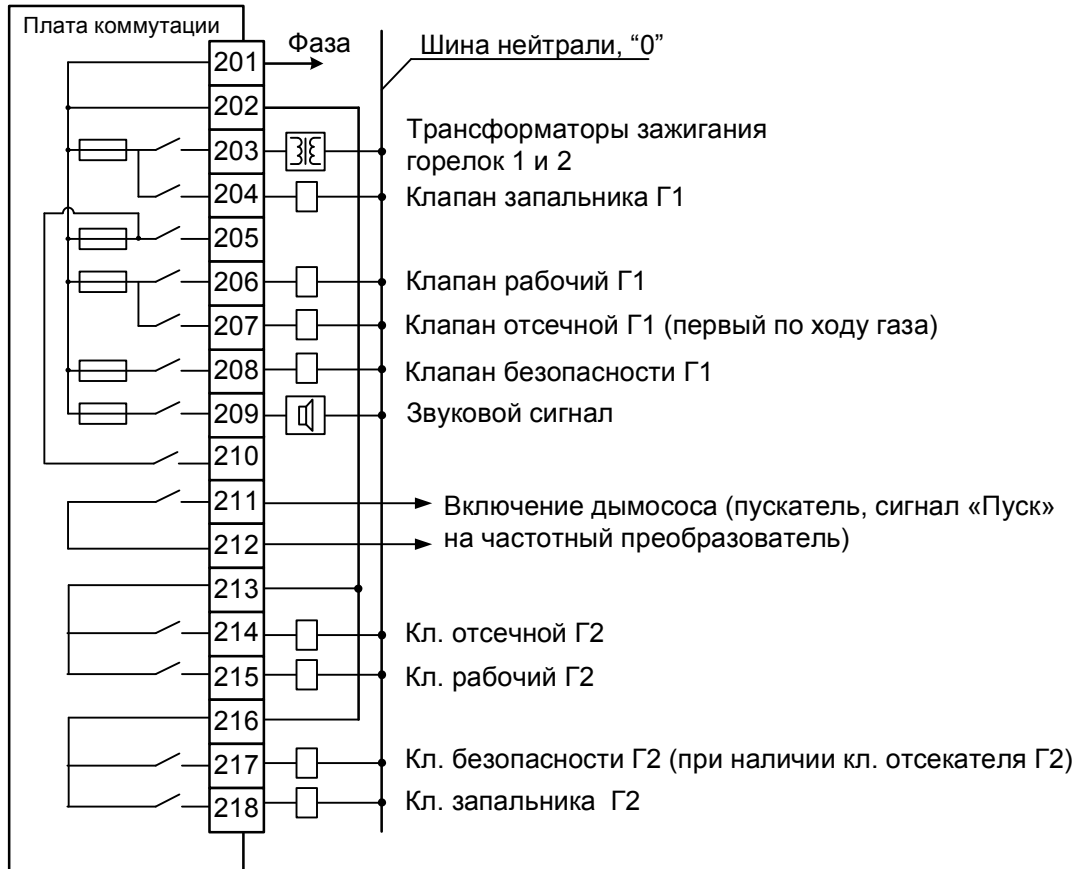 Плата коммутации
Фаза
Шина нейтрали, “0”
201
202
203
Трансформаторы зажигания
горелок 1 и 2
204
Клапан запальника Г1
205
206
Клапан рабочий Г1
207
Клапан отсечной Г1 (первый по ходу газа)
208
Клапан безопасности Г1
209
Звуковой сигнал
210
211
Включение дымососа (пускатель, сигнал «Пуск»
212
на частотный преобразователь)
213
214
Кл. отсечной Г2
215
Кл. рабочий Г2
216
217
Кл. безопасности Г2 (при наличии кл. отсекателя Г2)
218
Кл. запальника Г2